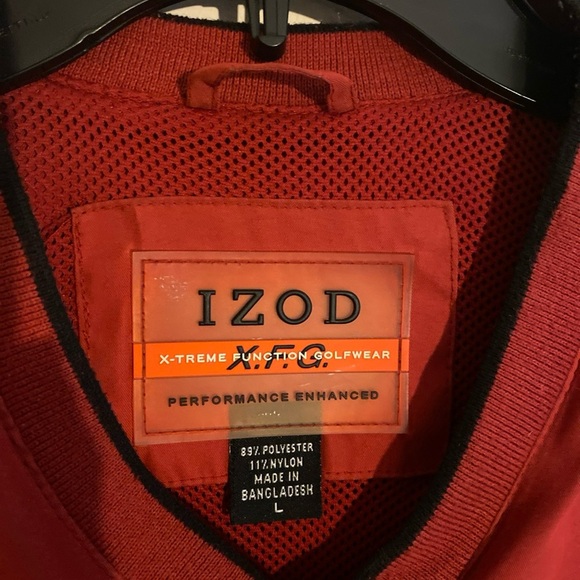 IZOD
X-TREME FUNCTION GOLFWEAR
X.F.G.
PERFORMANCE ENHANCED
89% POLYESTER
11% NYLON
MADE IN
BANGLADESH
L